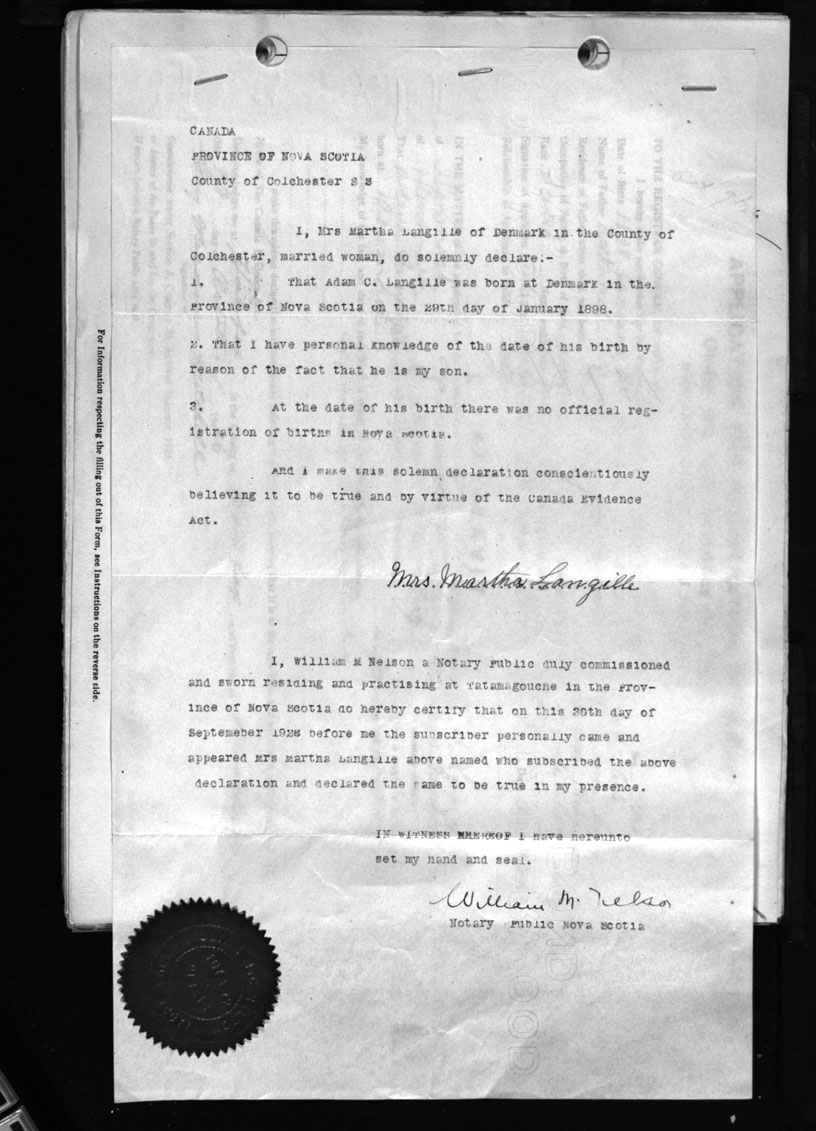 CANADA
PROVINCE OF NOVA SCOTIA
County of Colchester S S
I, Mrs Martha Langille of Denmark in the County of
Colchester, married woman, do solemnly declare:-
1. That Adam C. Langille was born at Denmark in the.
Province of Nova Scotia on the 29th day of January 1898.
2. That I have personal knowledge of the date of his birth by
reason of the fact that he is my son.
3. At the date of his birth there was no official reg-
istration of births in Nova Scotia.
And I make this solemn declaration conscientiously
believing it to be true and by virtue of the Canada Evidence
Act.
Mrs. Martha Langille
I, William M Nelson a Notary Public duly commissioned
and sworn residing and practising at Tatamagouche in the Prov-
ince of Nova Scotia do hereby certify that on this 30th day of
Septemeber 1926 before me the subscriber personally came and
appeared Mrs Martha Langille above named who subscribed the above
declaration and declared the same to be true in my presence.
IN WITNESS WHEREOF I have hereunto
set my hand and seal.
William M. Nelson
Notary Public Nova Scotia
For Information respecting the filling out of this Form, see Instructions on the reverse side.